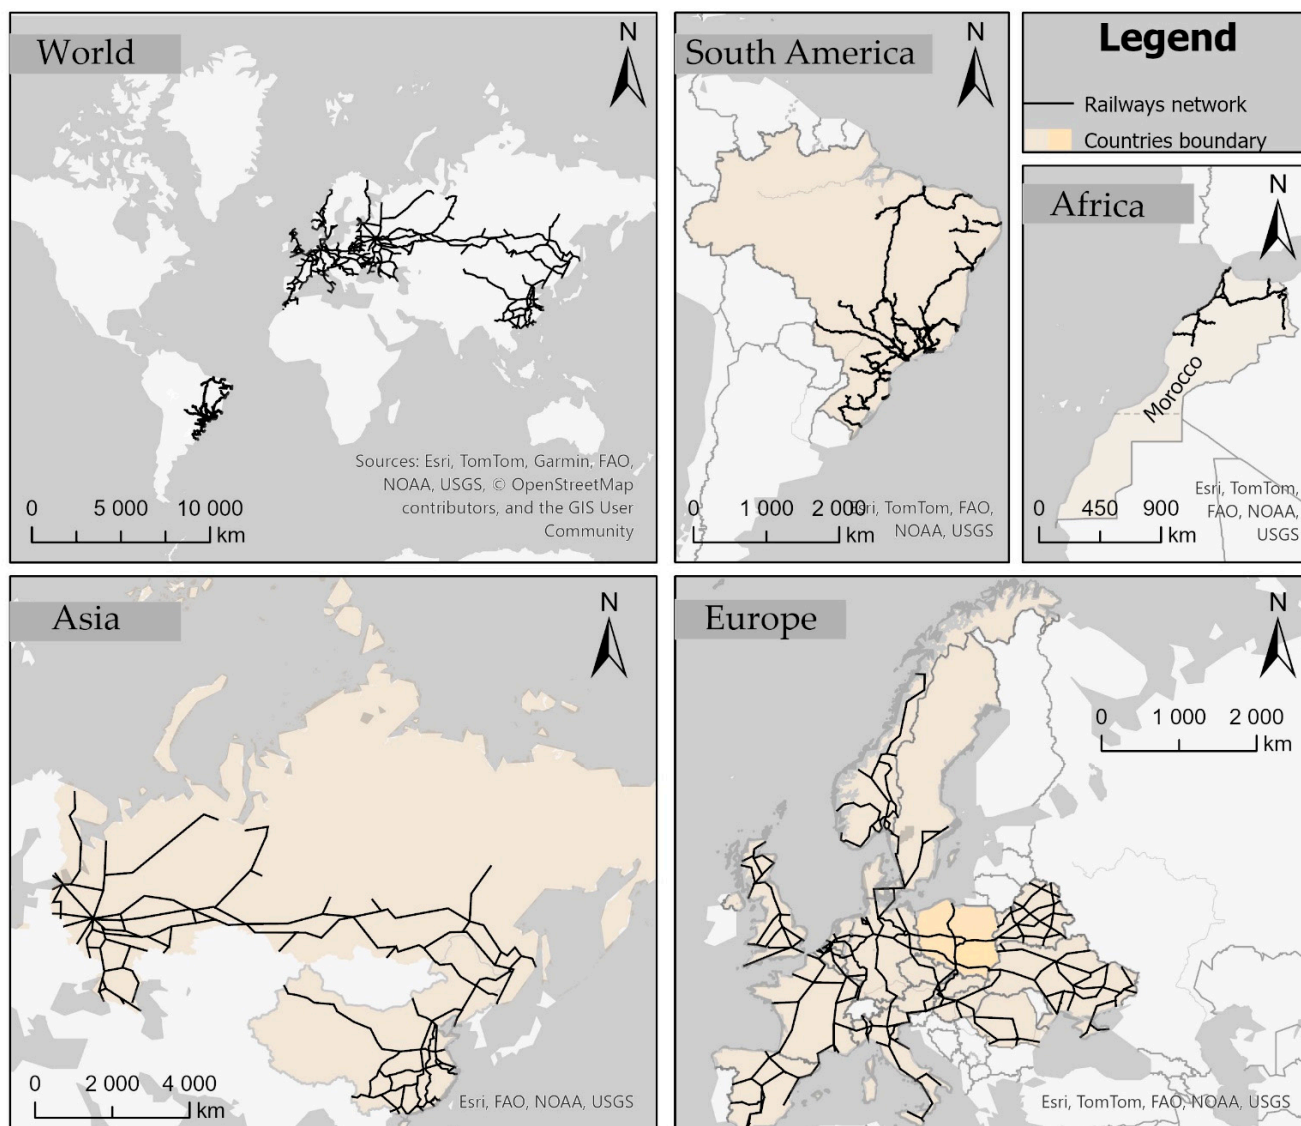 World
N
Sources: Esri, TomTom, Garmin, FAO,
NOAA, USGS, © OpenStreetMap
contributors, and the GIS User
Community
0 5 000 10 000
km
South America
N
0 1 000 2 000
km
Esri, TomTom, FAO,
NOAA, USGS
Legend
Railways network
Countries boundary
Africa
N
Morocco
0 450 900
km
Esri, TomTom,
FAO, NOAA,
USGS
Asia
N
0 2 000 4 000
km
Esri, FAO, NOAA, USGS
Europe
N
0 1 000 2 000
km
Esri, TomTom, FAO, NOAA, USGS